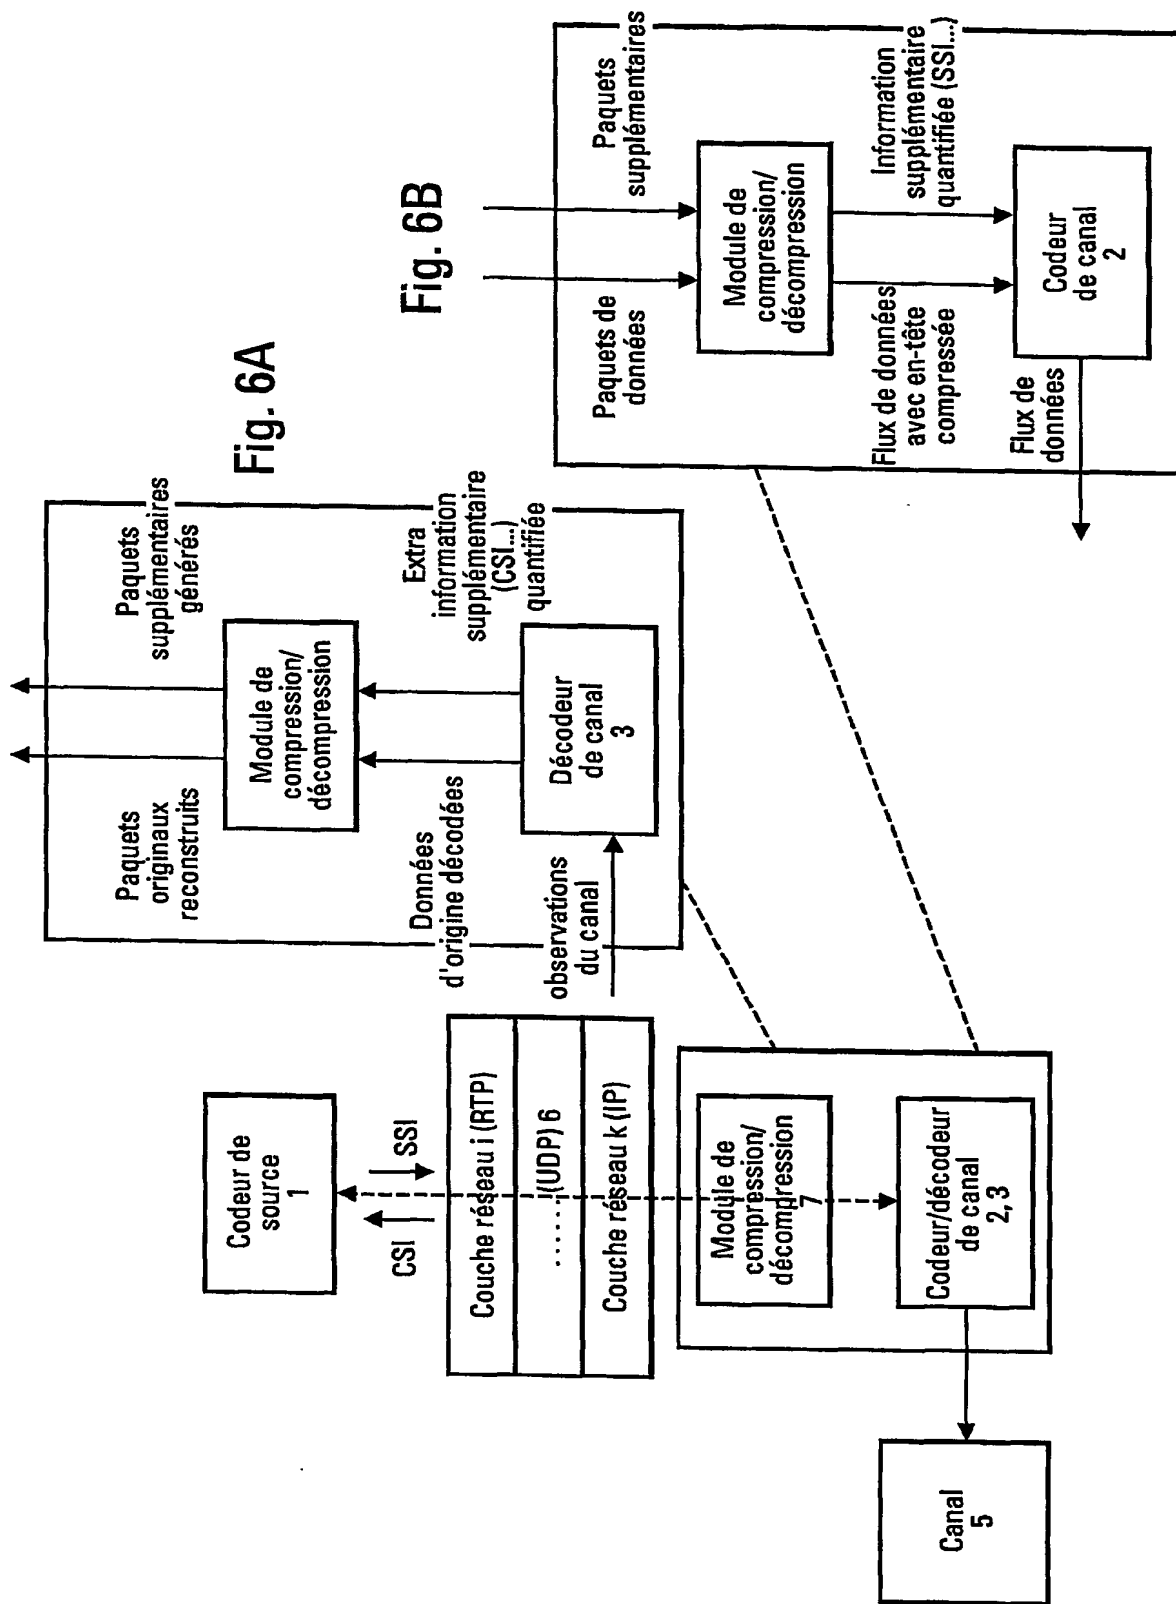 Codeur de
source
1
CSI
SSI
Couche réseau i (RTP)
......(UDP) 6
Couche réseau k (IP)
Module de
compression/
décompression
7
Codeur/décodeur
de canal
2, 3
Canal
5
Fig. 6A
Paquets
originaux
reconstruits
Paquets
supplémentaires
générés
Module de
compression/
décompression
Données
d'origine décodées
Extra
information
supplémentaire
(CSI...)
quantifiée
observations
du canal
Décodeur
de canal
3
Fig. 6B
Paquets de
données
Paquets
supplémentaires
Module de
compression/
décompression
Flux de données
avec en-tête
compressée
Information
supplémentaire
quantifiée (SSI...)
Flux de
données
Codeur
de canal
2